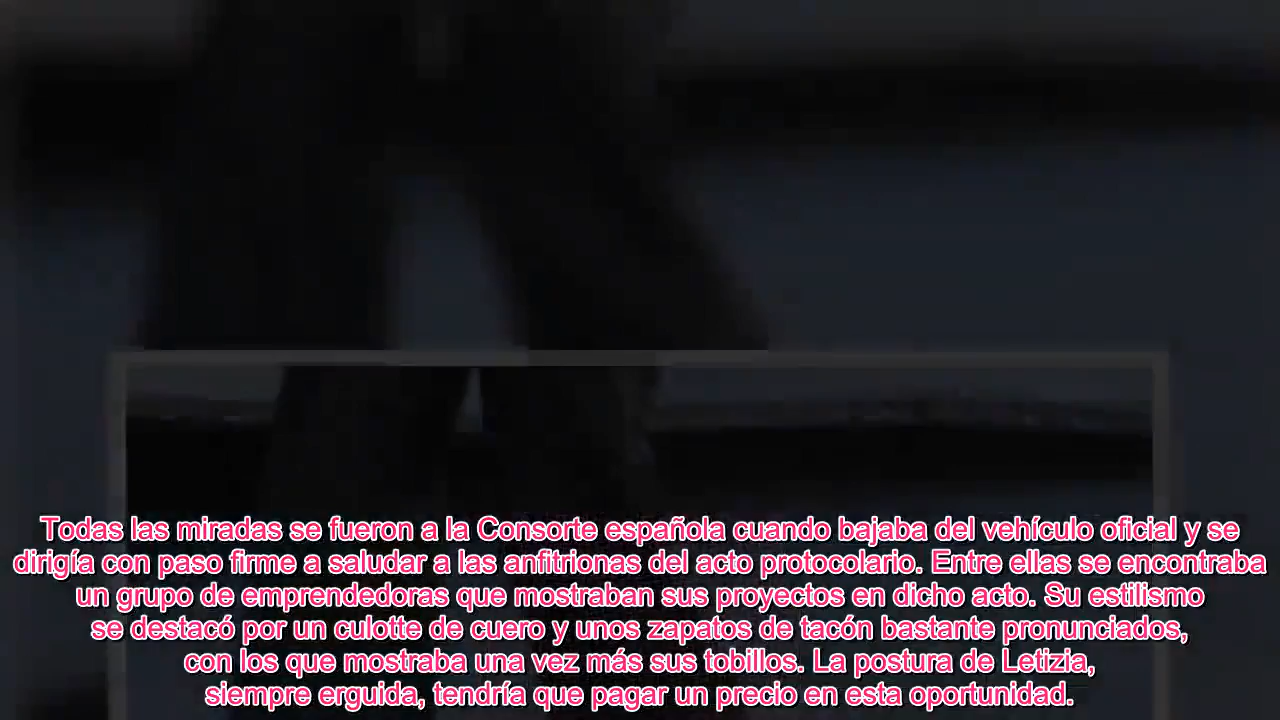 Todas las miradas se fueron a la Consorte española cuando bajaba del vehículo oficial y se
dirigía con paso firme a saludar a las anfitrionas del acto protocolario. Entre ellas se encontraba
un grupo de emprendedoras que mostraban sus proyectos en dicho acto. Su estilismo
se destacó por un culotte de cuero y unos zapatos de tacón bastante pronunciados,
con los que mostraba una vez más sus tobillos. La postura de Letizia,
siempre erguida, tendría que pagar un precio en esta oportunidad.